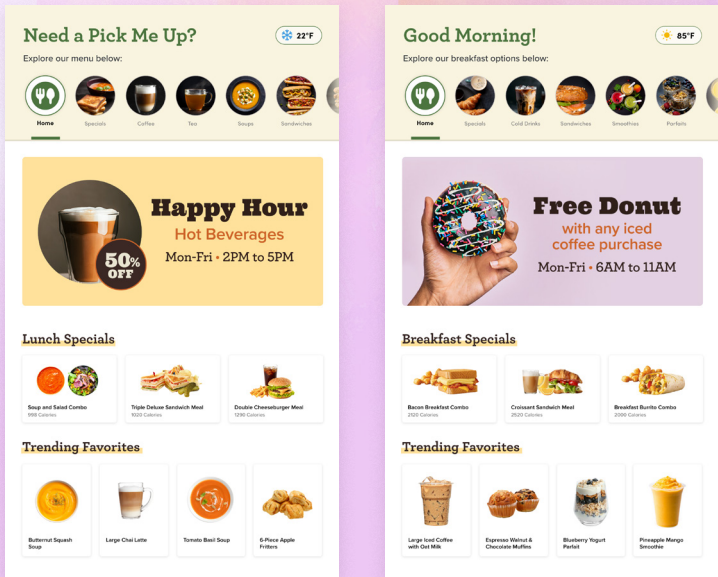 Need a Pick Me Up?
22°F
Explore our menu below:
Home
Specials
Coffee
Tea
Soups
Sandwiches
50%
OFF
Happy Hour
Hot Beverages
Mon-Fri • 2PM to 5PM
Lunch Specials
Soup and Salad Combo
998 Calories
Triple Deluxe Sandwich Meal
1020 Calories
Double Cheeseburger Meal
1290 Calories
Trending Favorites
Butternut Squash
Soup
Large Chai Latte
Tomato Basil Soup
6-Piece Apple
Fritters
Good Morning!
85°F
Explore our breakfast options below:
Home
Specials
Cold Drinks
Sandwiches
Smoothies
Parfaits
Free Donut
with any iced
coffee purchase
Mon-Fri • 6AM to 11AM
Breakfast Specials
Bacon Breakfast Combo
2120 Calories
Croissant Sandwich Meal
2520 Calories
Breakfast Burrito Combo
2000 Calories
Trending Favorites
Large Iced Coffee
with Oat Milk
Espresso Walnut &
Chocolate Muffins
Blueberry Yogurt
Parfait
Pineapple Mango
Smoothie